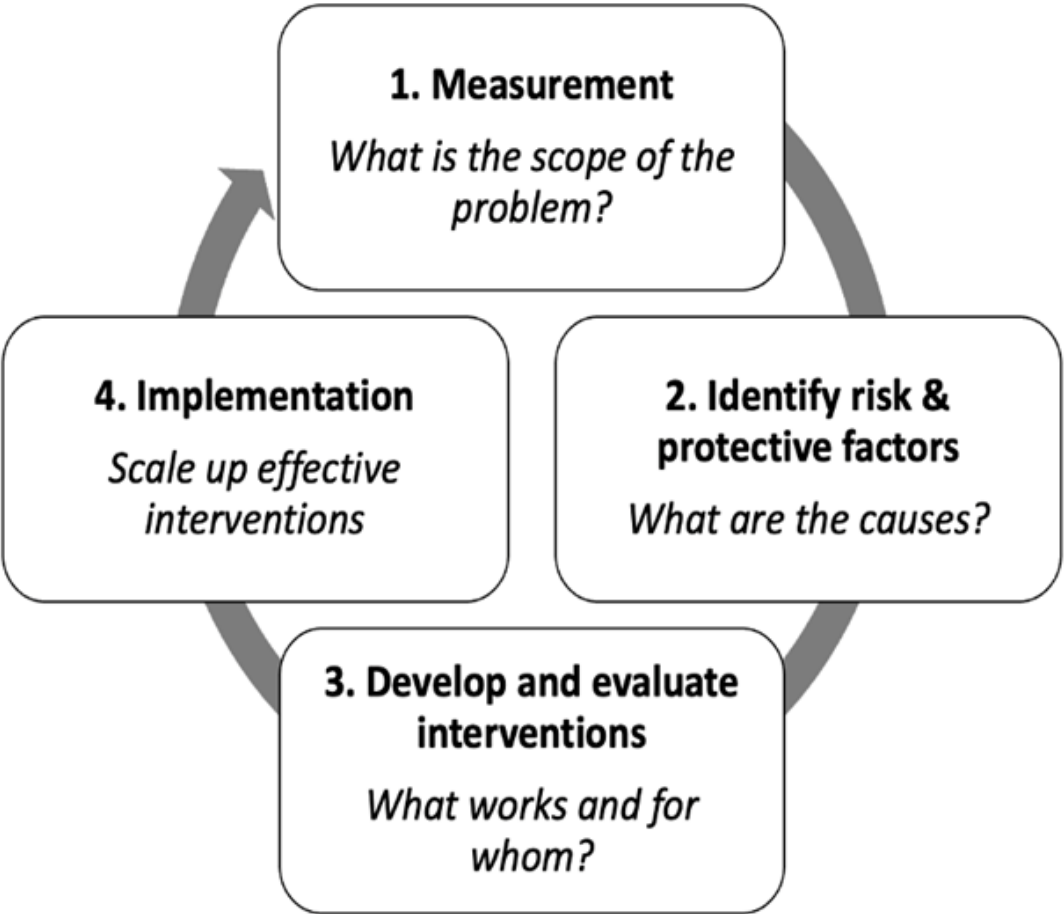 1. Measurement
What is the scope of the
problem?
2. Identify risk &
protective factors
What are the causes?
3. Develop and evaluate
interventions
What works and for
whom?
4. Implementation
Scale up effective
interventions